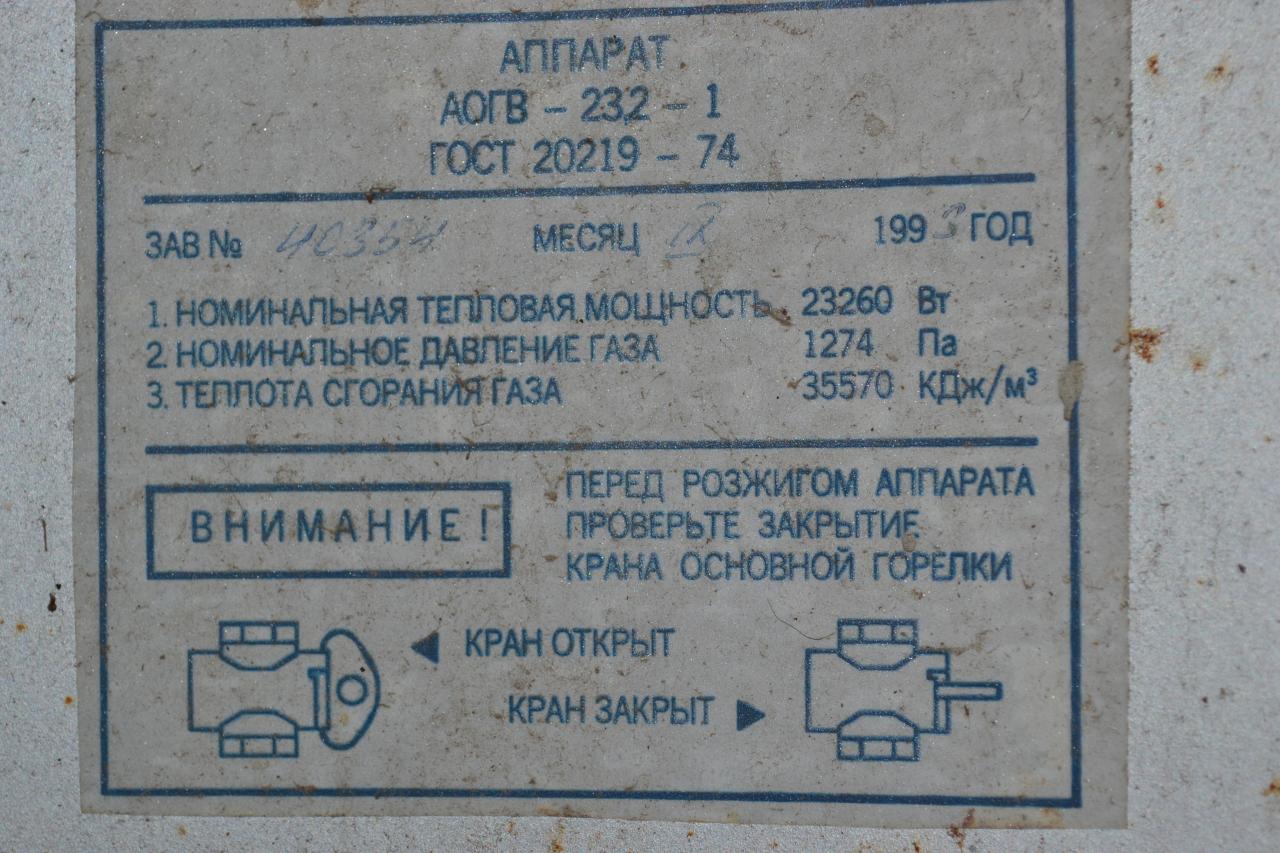 АППАРАТ
АОГВ - 23,2 - 1
ГОСТ 20219 - 74
ЗАВ № 40354 МЕСЯЦ IX 1993 ГОД
1. НОМИНАЛЬНАЯ ТЕПЛОВАЯ МОЩНОСТЬ 23260 Вт
2. НОМИНАЛЬНОЕ ДАВЛЕНИЕ ГАЗА 1274 Па
3. ТЕПЛОТА СГОРАНИЯ ГАЗА 35570 КДж/м³
ВНИМАНИЕ!
ПЕРЕД РОЗЖИГОМ АППАРАТА
ПРОВЕРЬТЕ ЗАКРЫТИЕ
КРАНА ОСНОВНОЙ ГОРЕЛКИ
КРАН ОТКРЫТ
КРАН ЗАКРЫТ